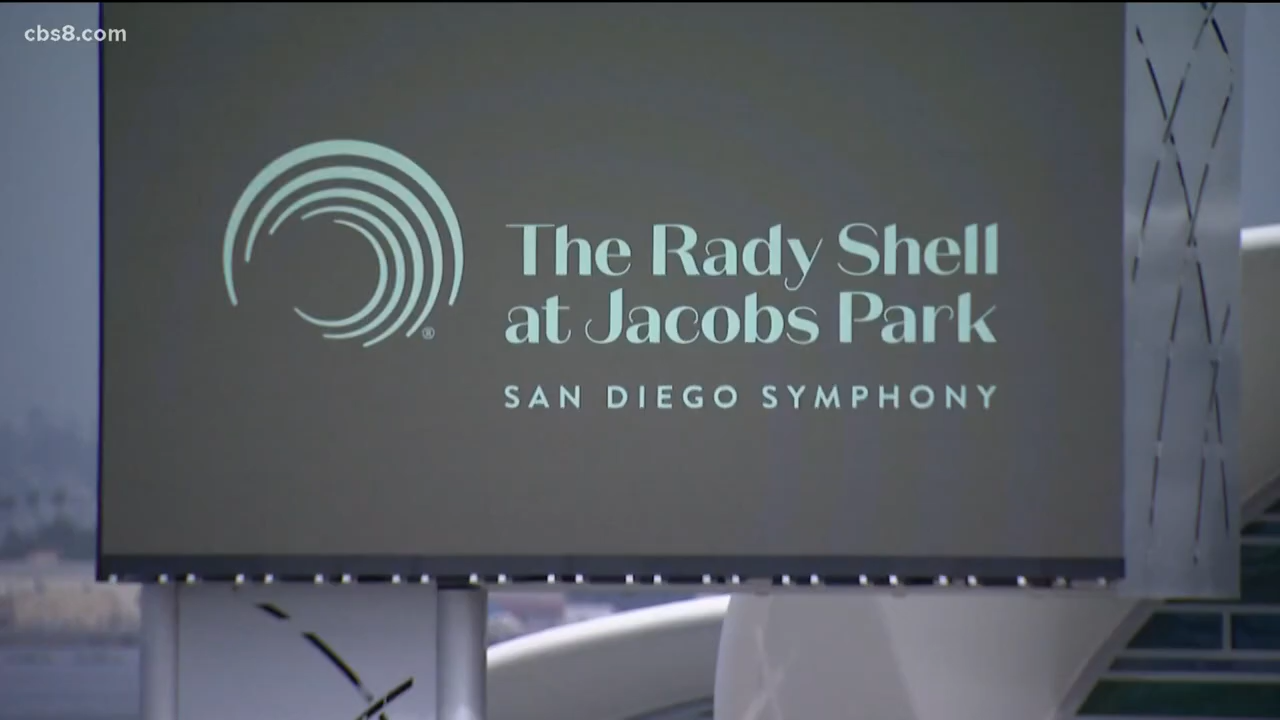 cbs8.com
The Rady Shell
at Jacobs Park
®
SAN DIEGO SYMPHONY